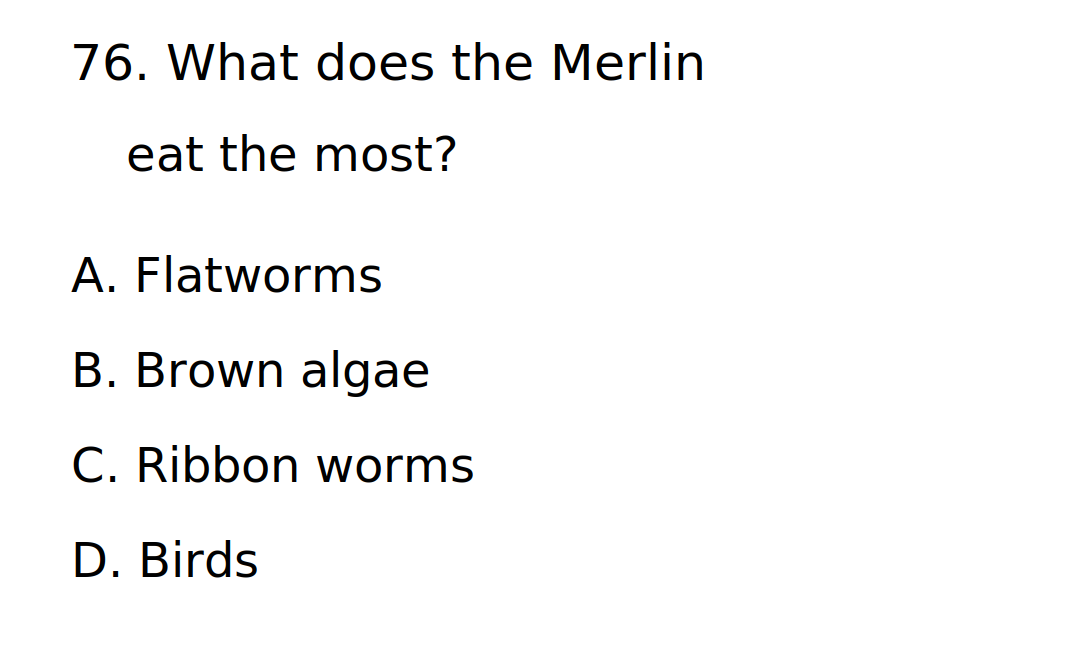 76. What does the Merlin
eat the most?
A. Flatworms
B. Brown algae
C. Ribbon worms
D. Birds